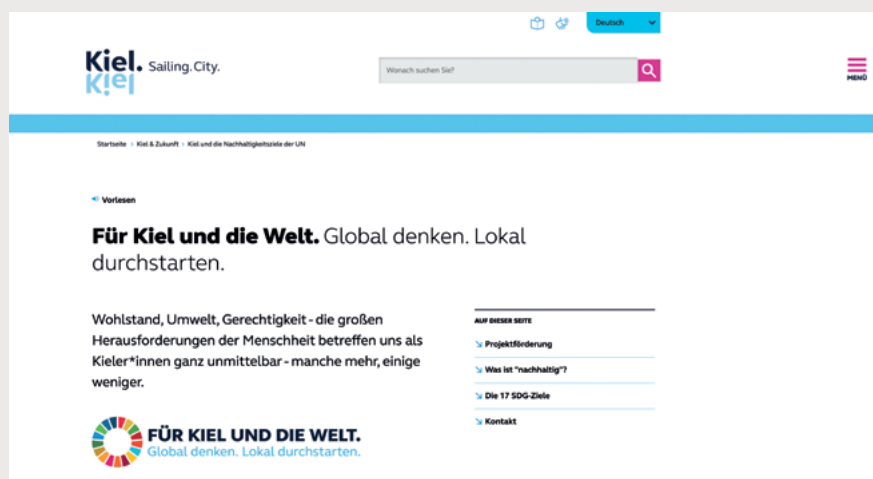 Deutsch
Kiel. Sailing.City.
Kiel
Wonach suchen Sie?
MENÜ
Startseite › Kiel & Zukunft › Kiel und die Nachhaltigkeitsziele der UN
Vorlesen
Für Kiel und die Welt. Global denken. Lokal
durchstarten.
Wohlstand, Umwelt, Gerechtigkeit - die großen
Herausforderungen der Menschheit betreffen uns als
Kieler*innen ganz unmittelbar - manche mehr, einige
weniger.
FÜR KIEL UND DIE WELT.
Global denken. Lokal durchstarten.
AUF DIESER SEITE
Projektförderung
Was ist "nachhaltig"?
Die 17 SDG-Ziele
Kontakt